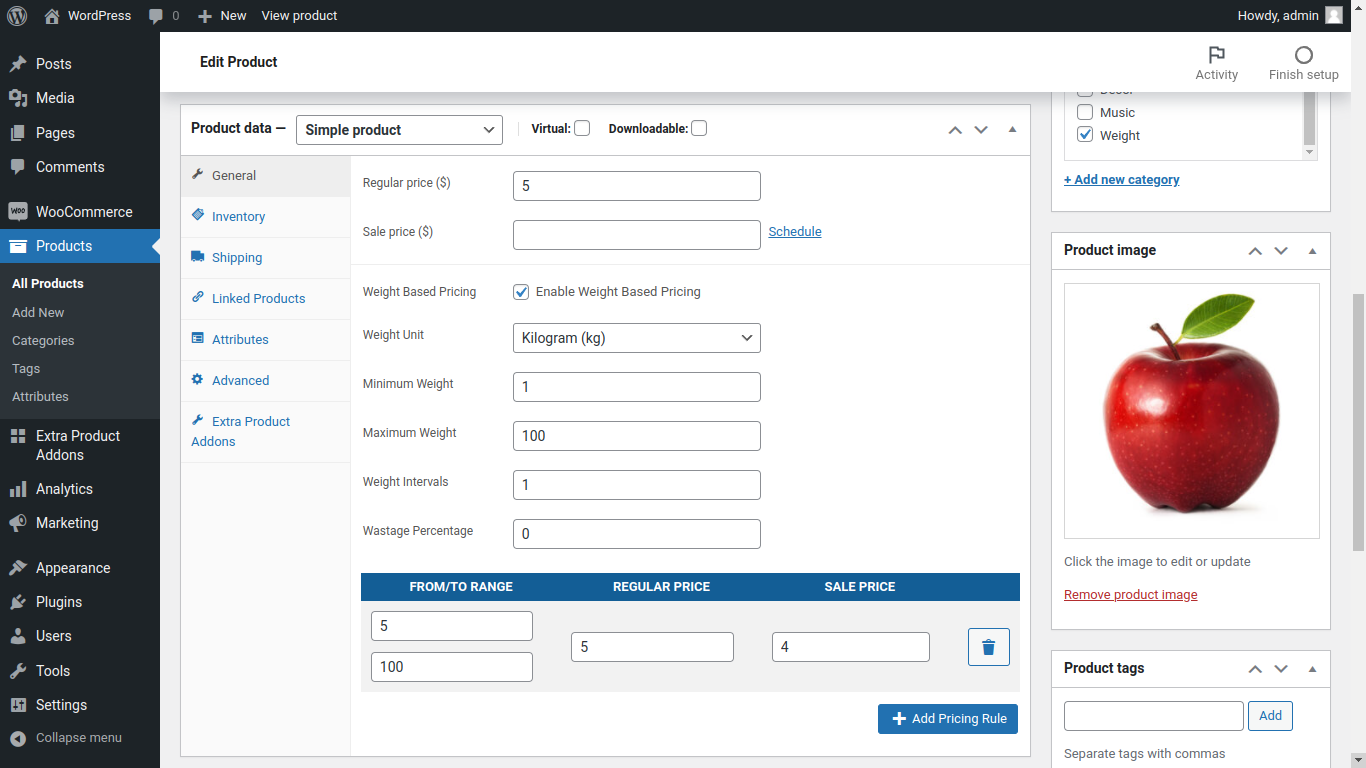 WordPress 0 New View product Howdy, admin
Posts
Media
Pages
Comments
WooCommerce
Products
All Products
Add New
Categories
Tags
Attributes
Extra Product
Addons
Analytics
Marketing
Appearance
Plugins
Users
Tools
Settings
Collapse menu
Edit Product
Activity
Finish setup
Product data — Simple product Virtual: Downloadable:
General
Inventory
Shipping
Linked Products
Attributes
Advanced
Extra Product
Addons
Regular price ($) 5
Sale price ($) Schedule
Weight Based Pricing Enable Weight Based Pricing
Weight Unit Kilogram (kg)
Minimum Weight 1
Maximum Weight 100
Weight Intervals 1
Wastage Percentage 0
FROM/TO RANGE REGULAR PRICE SALE PRICE
5
5 4
100
Add Pricing Rule
Music
Weight
+ Add new category
Product image
Click the image to edit or update
Remove product image
Product tags
Add
Separate tags with commas